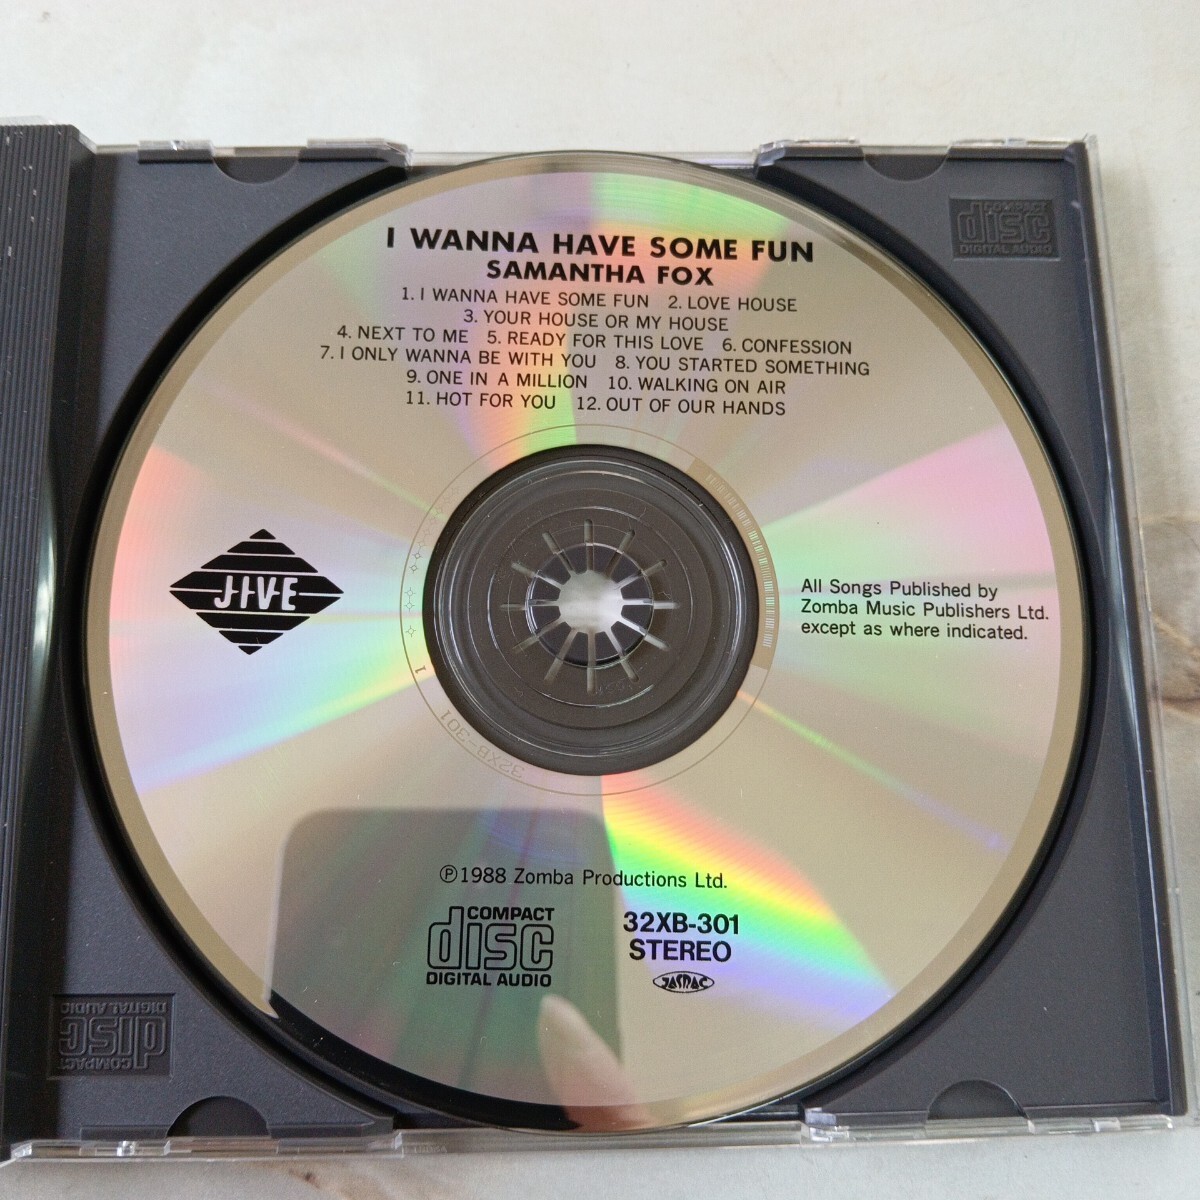 I WANNA HAVE SOME FUN
SAMANTHA FOX
1. I WANNA HAVE SOME FUN 2. LOVE HOUSE
3. YOUR HOUSE OR MY HOUSE
4. NEXT TO ME 5. READY FOR THIS LOVE 6. CONFESSION
7. I ONLY WANNA BE WITH YOU 8. YOU STARTED SOMETHING
9. ONE IN A MILLION 10. WALKING ON AIR
11. HOT FOR YOU 12. OUT OF OUR HANDS
JIVE
All Songs Published by
Zomba Music Publishers Ltd.
except as where indicated.
32XB-301 1
Ⓟ1988 Zomba Productions Ltd.
COMPACT
disc
DIGITAL AUDIO
32XB-301
STEREO
JASRAC
COMPACT
disc
DIGITAL AUDIO
COMPACT
disc
DIGITAL AUDIO